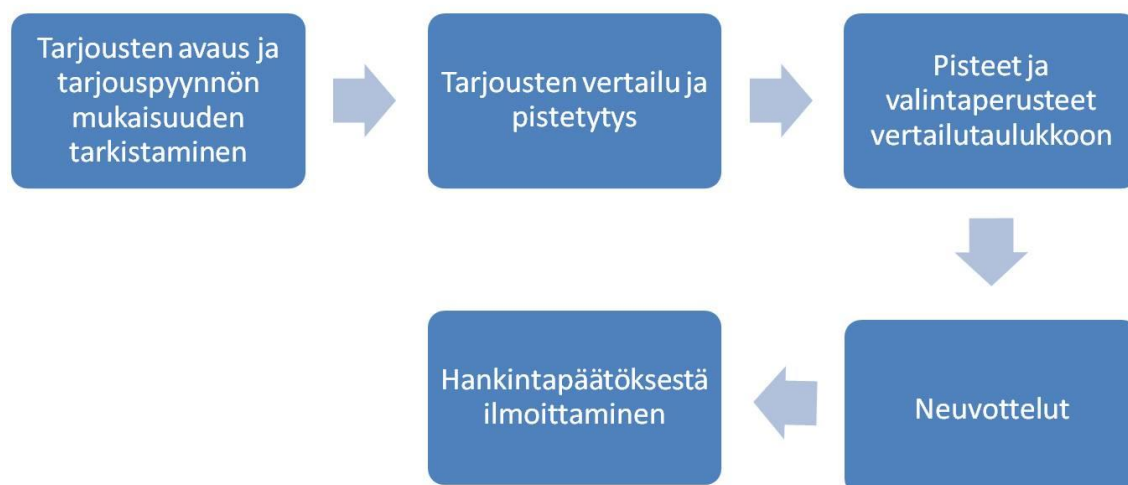 Tarjousten avaus ja
tarjouspyynnön
mukaisuuden
tarkistaminen
Tarjousten vertailu ja
pistetytys
Pisteet ja
valintaperusteet
vertailutaulukkoon
Neuvottelut
Hankintapäätöksestä
ilmoittaminen